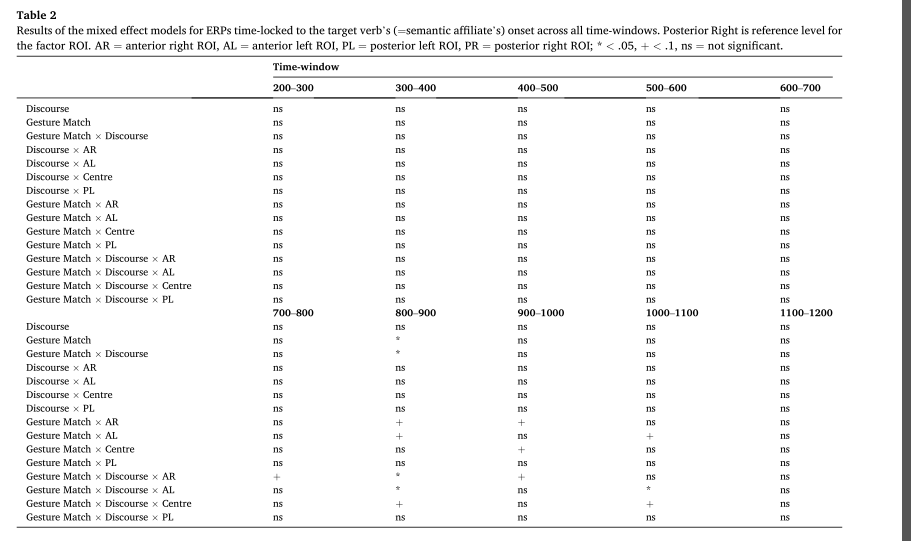 Table 2
Results of the mixed effect models for ERPs time-locked to the target verb's (=semantic affiliate's) onset across all time-windows. Posterior Right is reference level for
the factor ROI. AR = anterior right ROI, AL = anterior left ROI, PL = posterior left ROI, PR = posterior right ROI; * < .05, + < .1, ns = not significant.
Time-window
200–300 300–400 400–500 500–600 600–700
Discourse ns ns ns ns ns
Gesture Match ns ns ns ns ns
Gesture Match × Discourse ns ns ns ns ns
Discourse × AR ns ns ns ns ns
Discourse × AL ns ns ns ns ns
Discourse × Centre ns ns ns ns ns
Discourse × PL ns ns ns ns ns
Gesture Match × AR ns ns ns ns ns
Gesture Match × AL ns ns ns ns ns
Gesture Match × Centre ns ns ns ns ns
Gesture Match × PL ns ns ns ns ns
Gesture Match × Discourse × AR ns ns ns ns ns
Gesture Match × Discourse × AL ns ns ns ns ns
Gesture Match × Discourse × Centre ns ns ns ns ns
Gesture Match × Discourse × PL ns ns ns ns ns
700–800 800–900 900–1000 1000–1100 1100–1200
Discourse ns ns ns ns ns
Gesture Match ns * ns ns ns
Gesture Match × Discourse ns * ns ns ns
Discourse × AR ns ns ns ns ns
Discourse × AL ns ns ns ns ns
Discourse × Centre ns ns ns ns ns
Discourse × PL ns ns ns ns ns
Gesture Match × AR ns + + ns ns
Gesture Match × AL ns + ns + ns
Gesture Match × Centre ns ns + ns ns
Gesture Match × PL ns ns ns ns ns
Gesture Match × Discourse × AR + * + ns ns
Gesture Match × Discourse × AL ns * ns * ns
Gesture Match × Discourse × Centre ns + ns + ns
Gesture Match × Discourse × PL ns ns ns ns ns